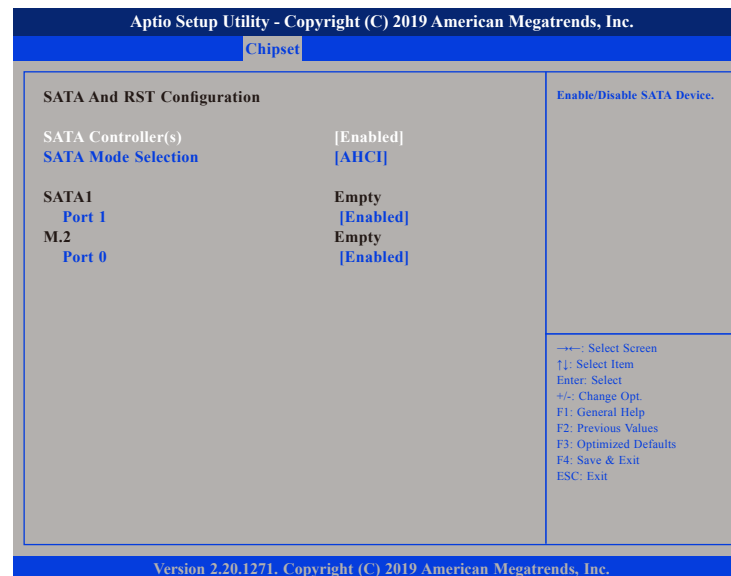 Aptio Setup Utility - Copyright (C) 2019 American Megatrends, Inc.
Chipset
SATA And RST Configuration
SATA Controller(s) [Enabled]
SATA Mode Selection [AHCI]
SATA1 Empty
Port 1 [Enabled]
M.2 Empty
Port 0 [Enabled]
Enable/Disable SATA Device.
→←: Select Screen
↑↓: Select Item
Enter: Select
+/-: Change Opt.
F1: General Help
F2: Previous Values
F3: Optimized Defaults
F4: Save & Exit
ESC: Exit
Version 2.20.1271. Copyright (C) 2019 American Megatrends, Inc.